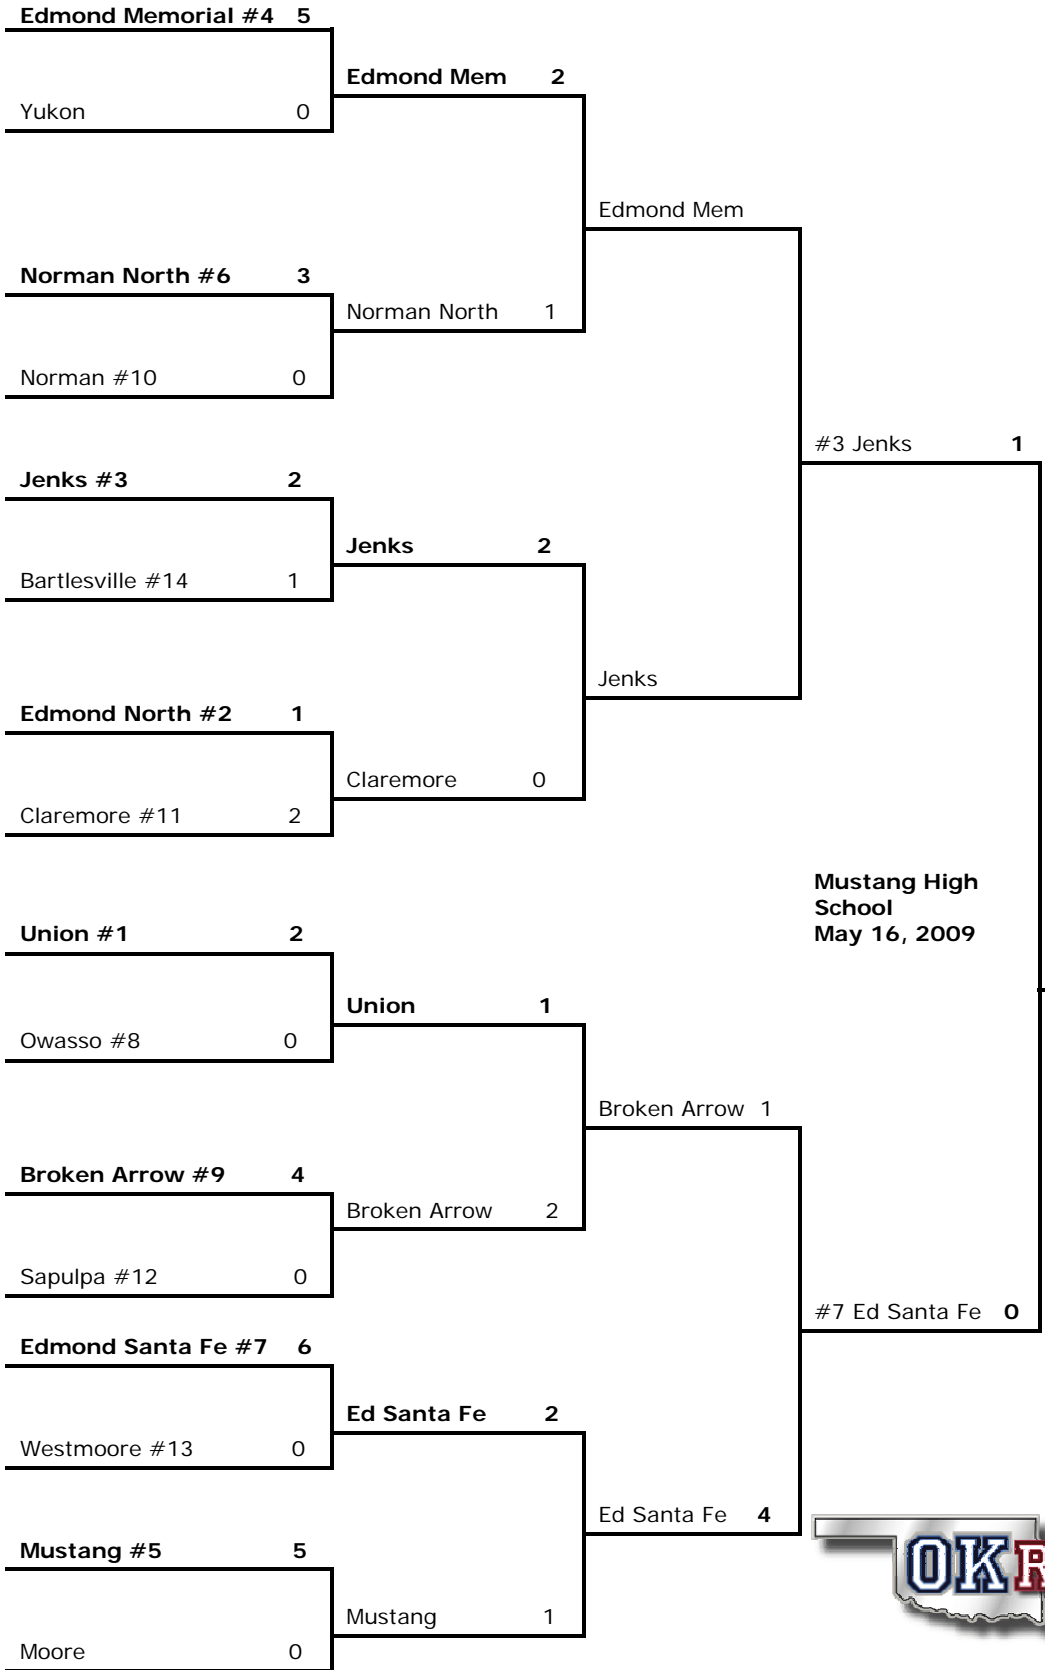 Edmond Memorial #4 5
Edmond Mem 2
Yukon 0
Edmond Mem
Norman North #6 3
Norman North 1
Norman #10 0
#3 Jenks 1
Jenks #3 2
Jenks 2
Bartlesville #14 1
Jenks
Edmond North #2 1
Claremore 0
Claremore #11 2
Mustang High
School
May 16, 2009
Union #1 2
Union 1
Owasso #8 0
Broken Arrow 1
Broken Arrow #9 4
Broken Arrow 2
Sapulpa #12 0
#7 Ed Santa Fe 0
Edmond Santa Fe #7 6
Ed Santa Fe 2
Westmoore #13 0
Ed Santa Fe 4
Mustang #5 5
Mustang 1
Moore 0
OKR